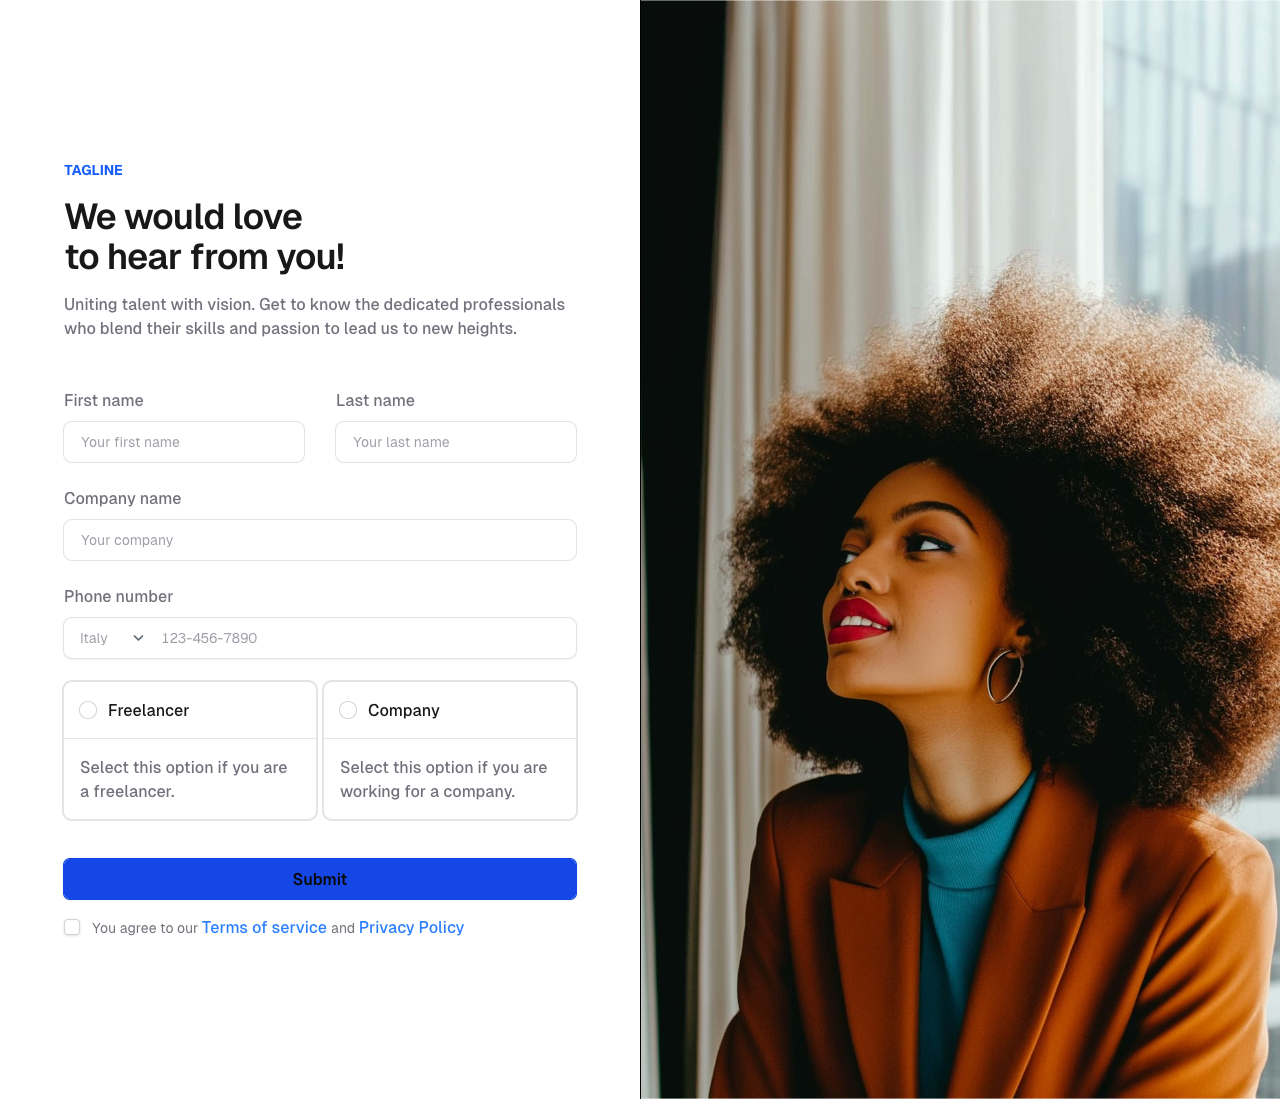 TAGLINE
We would love
to hear from you!
Uniting talent with vision. Get to know the dedicated professionals
who blend their skills and passion to lead us to new heights.
First name
Last name
Your first name
Your last name
Company name
Your company
Phone number
Italy
123-456-7890
Freelancer
Select this option if you are
a freelancer.
Company
Select this option if you are
working for a company.
Submit
You agree to our Terms of service and Privacy Policy